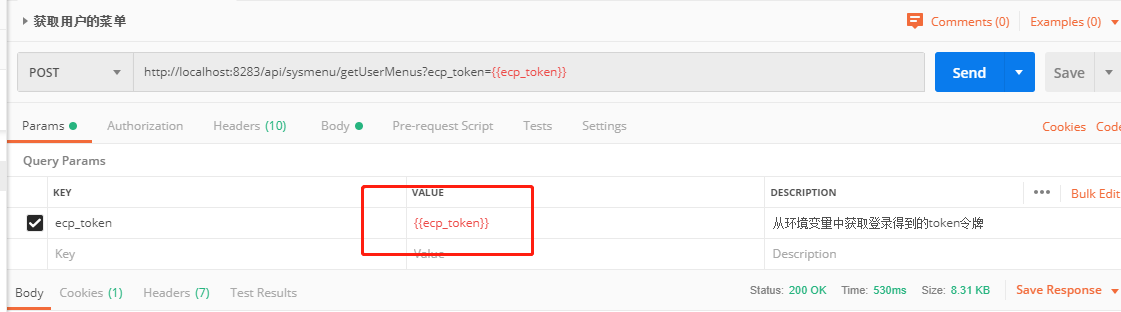 获取用户的菜单 Comments (0) Examples (0)
POST http://localhost:8283/api/sysmenu/getUserMenus?ecp_token={{ecp_token}} Send Save
Params Authorization Headers (10) Body Pre-request Script Tests Settings Cookies Code
Query Params
KEY VALUE DESCRIPTION ••• Bulk Edit
ecp_token {{ecp_token}} 从环境变量中获取登录得到的token令牌
Key Value Description
Body Cookies (1) Headers (7) Test Results Status: 200 OK Time: 530ms Size: 8.31 KB Save Response